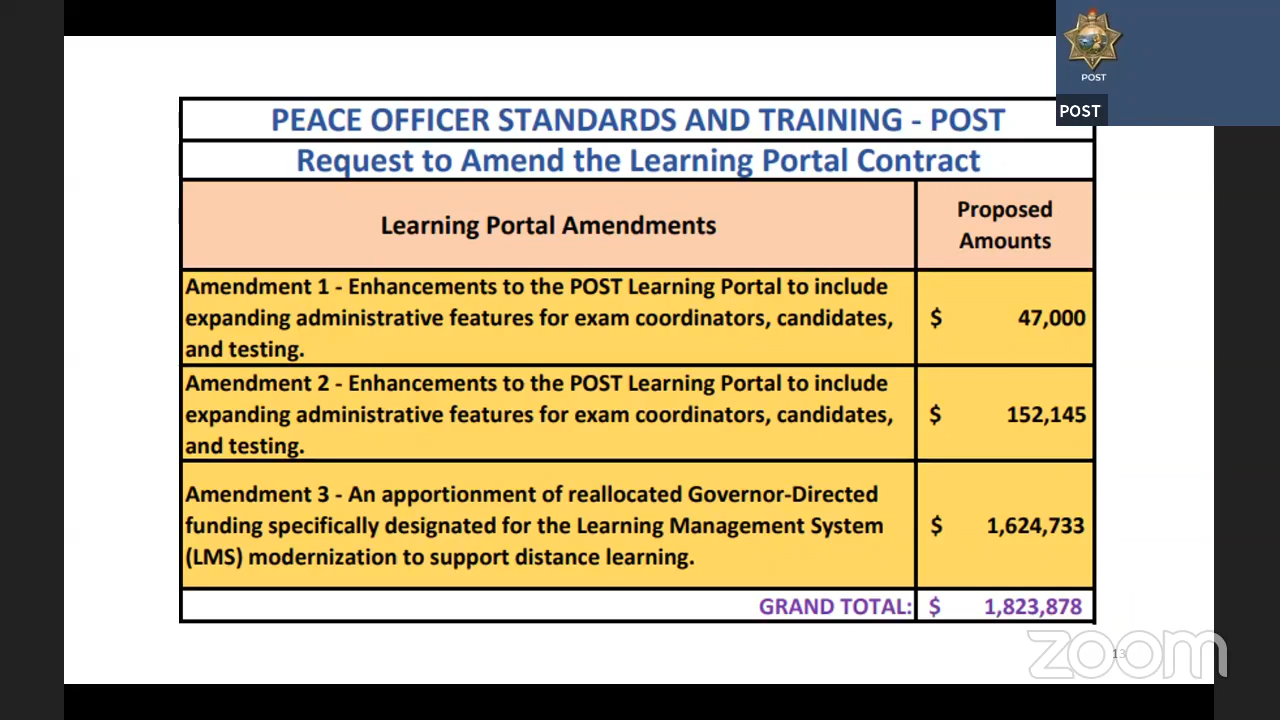 POST
POST
PEACE OFFICER STANDARDS AND TRAINING - POST
Request to Amend the Learning Portal Contract
Learning Portal Amendments
Proposed
Amounts
Amendment 1 - Enhancements to the POST Learning Portal to include
expanding administrative features for exam coordinators, candidates,
and testing.
$ 47,000
Amendment 2 - Enhancements to the POST Learning Portal to include
expanding administrative features for exam coordinators, candidates,
and testing.
$ 152,145
Amendment 3 - An apportionment of reallocated Governor-Directed
funding specifically designated for the Learning Management System
(LMS) modernization to support distance learning.
$ 1,624,733
GRAND TOTAL: $ 1,823,878
13
zoom